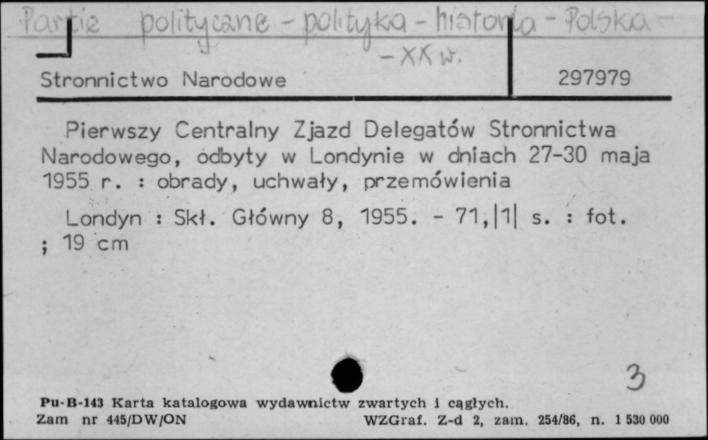 Partie polityczne - polityka - historia - Polska -
- XX w.
Stronnictwo Narodowe 297979
Pierwszy Centralny Zjazd Delegatów Stronnictwa
Narodowego, odbyty w Londynie w dniach 27-30 maja
1955 r. : obrady, uchwały, przemówienia
Londyn : Skł. Główny 8, 1955. - 71,|1| s. : fot.
; 19 cm
3
Pu-B-143 Karta katalogowa wydawnictw zwartych i ciągłych.
Zam nr 445/DW/ON WZGraf. Z-d 2, zam. 254/86, n. 1 530 000